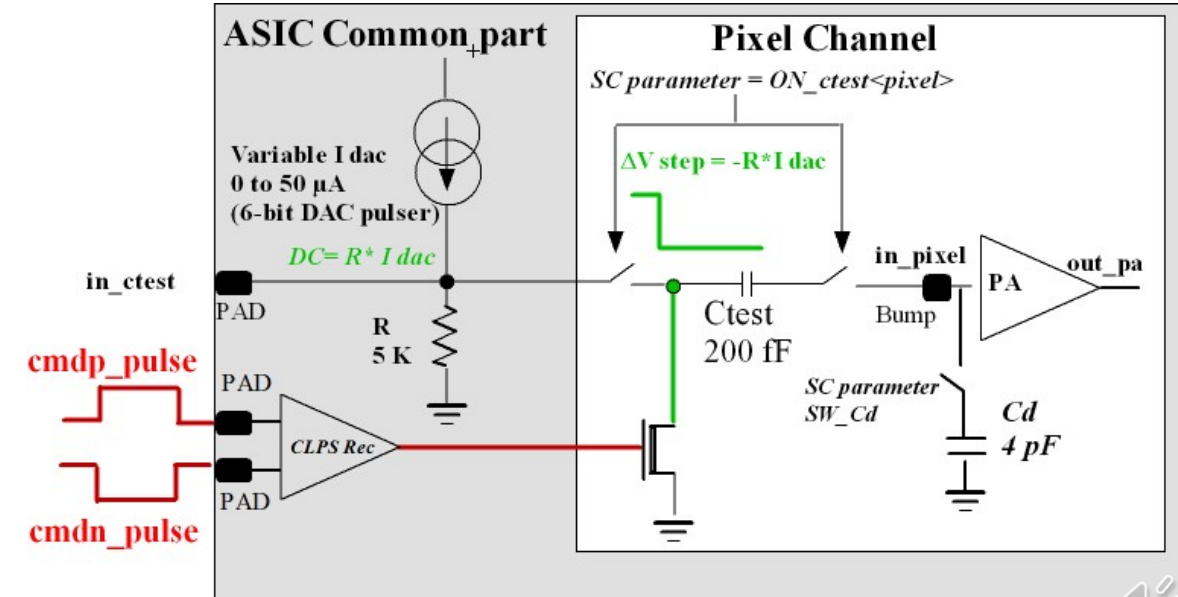 ASIC Common part
+
Pixel Channel
SC parameter = ON_ctest<pixel>
Variable I dac
0 to 50 µA
(6-bit DAC pulser)
ΔV step = -R*I dac
DC= R* I dac
in_ctest
PAD
in_pixel
PA
out_pa
Bump
R
5 K
Ctest
200 fF
cmdp_pulse
PAD
CLPS Rec
PAD
cmdn_pulse
SC parameter
SW_Cd
Cd
4 pF